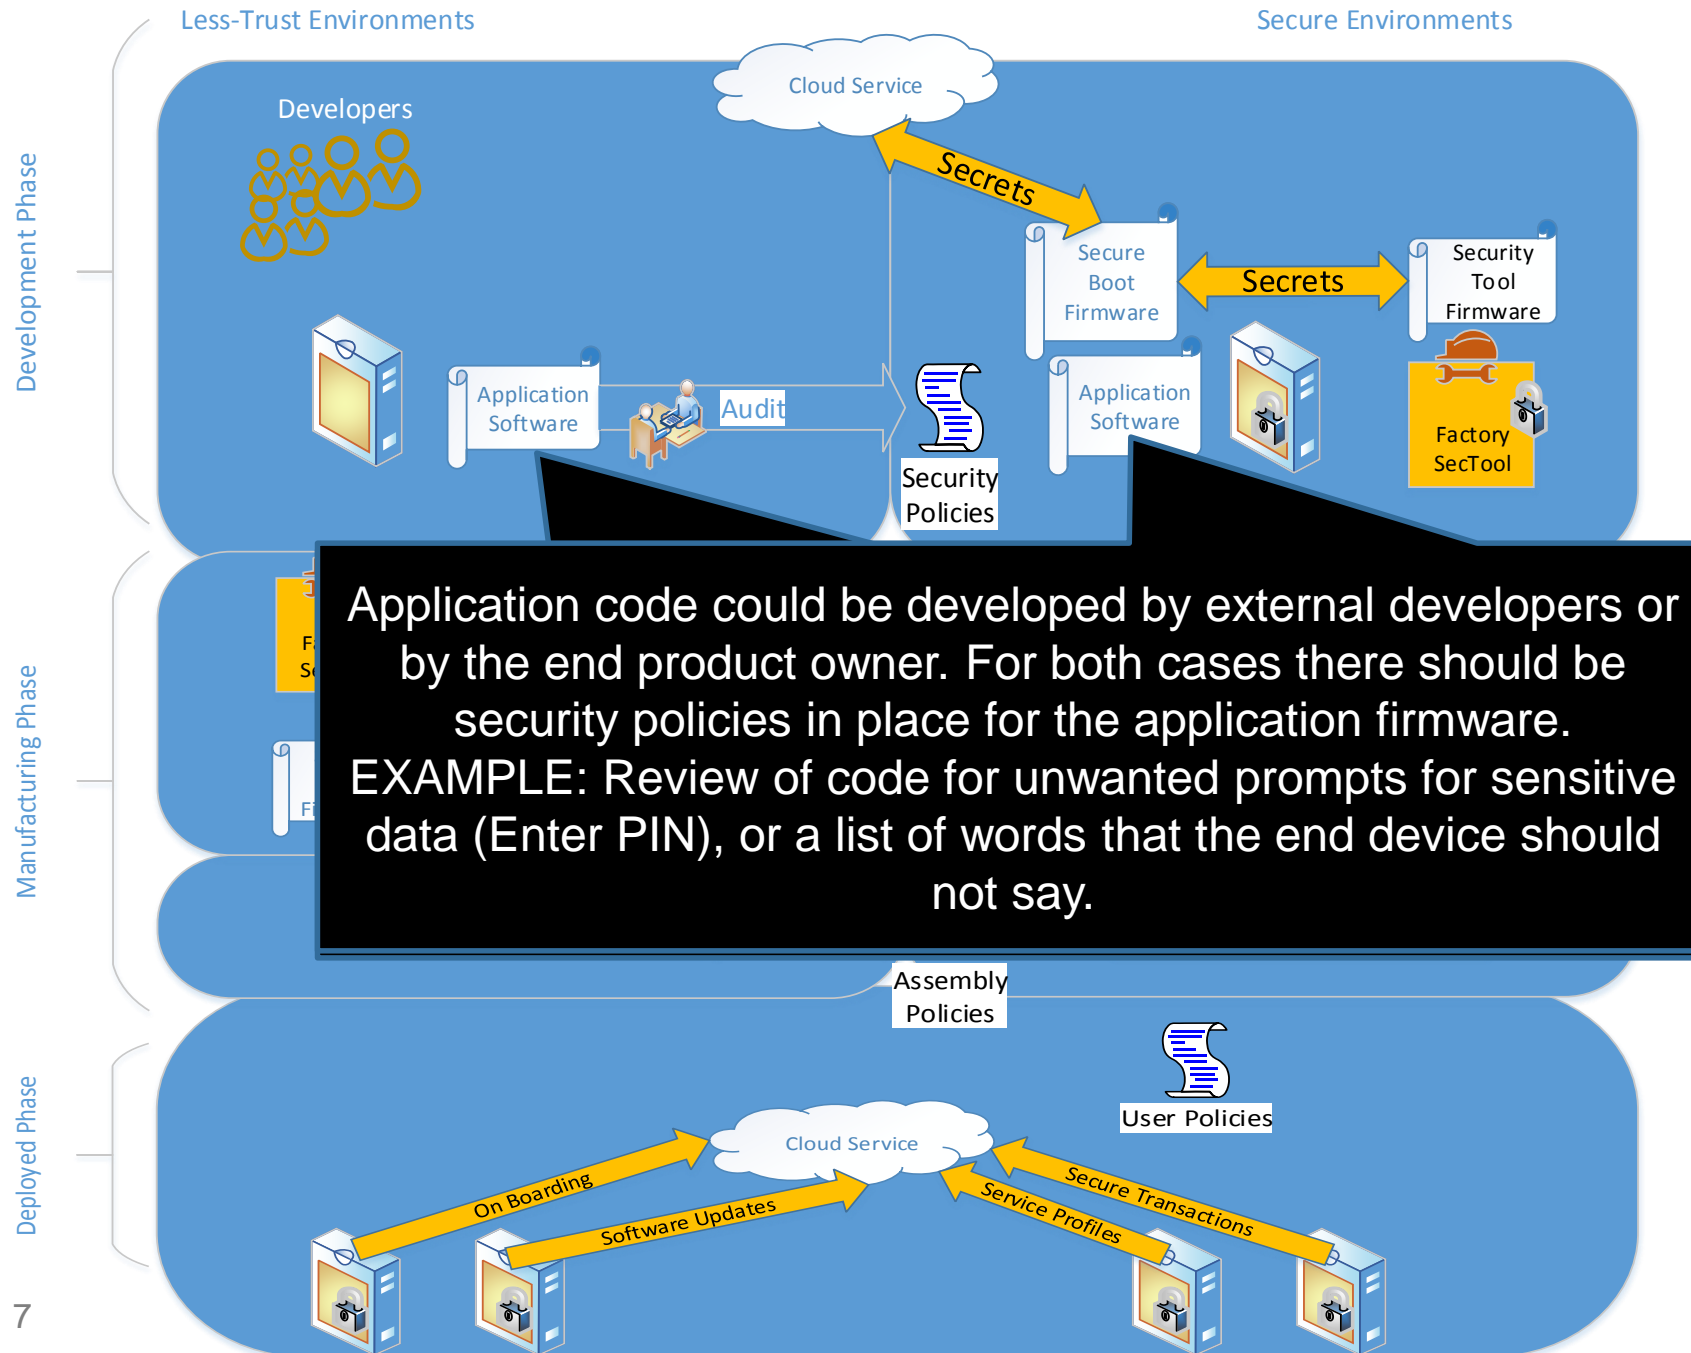 Less-Trust Environments
Secure Environments
Development Phase
Developers
Cloud Service
Secrets
Secure
Boot
Firmware
Secrets
Security
Tool
Firmware
Application
Software
Audit
Security
Policies
Application
Software
Factory
SecTool
Manufacturing Phase
Application code could be developed by external developers or
by the end product owner. For both cases there should be
security policies in place for the application firmware.
EXAMPLE: Review of code for unwanted prompts for sensitive
data (Enter PIN), or a list of words that the end device should
not say.
Assembly
Policies
Deployed Phase
User Policies
Cloud Service
On Boarding
Software Updates
Service Profiles
Secure Transactions
7